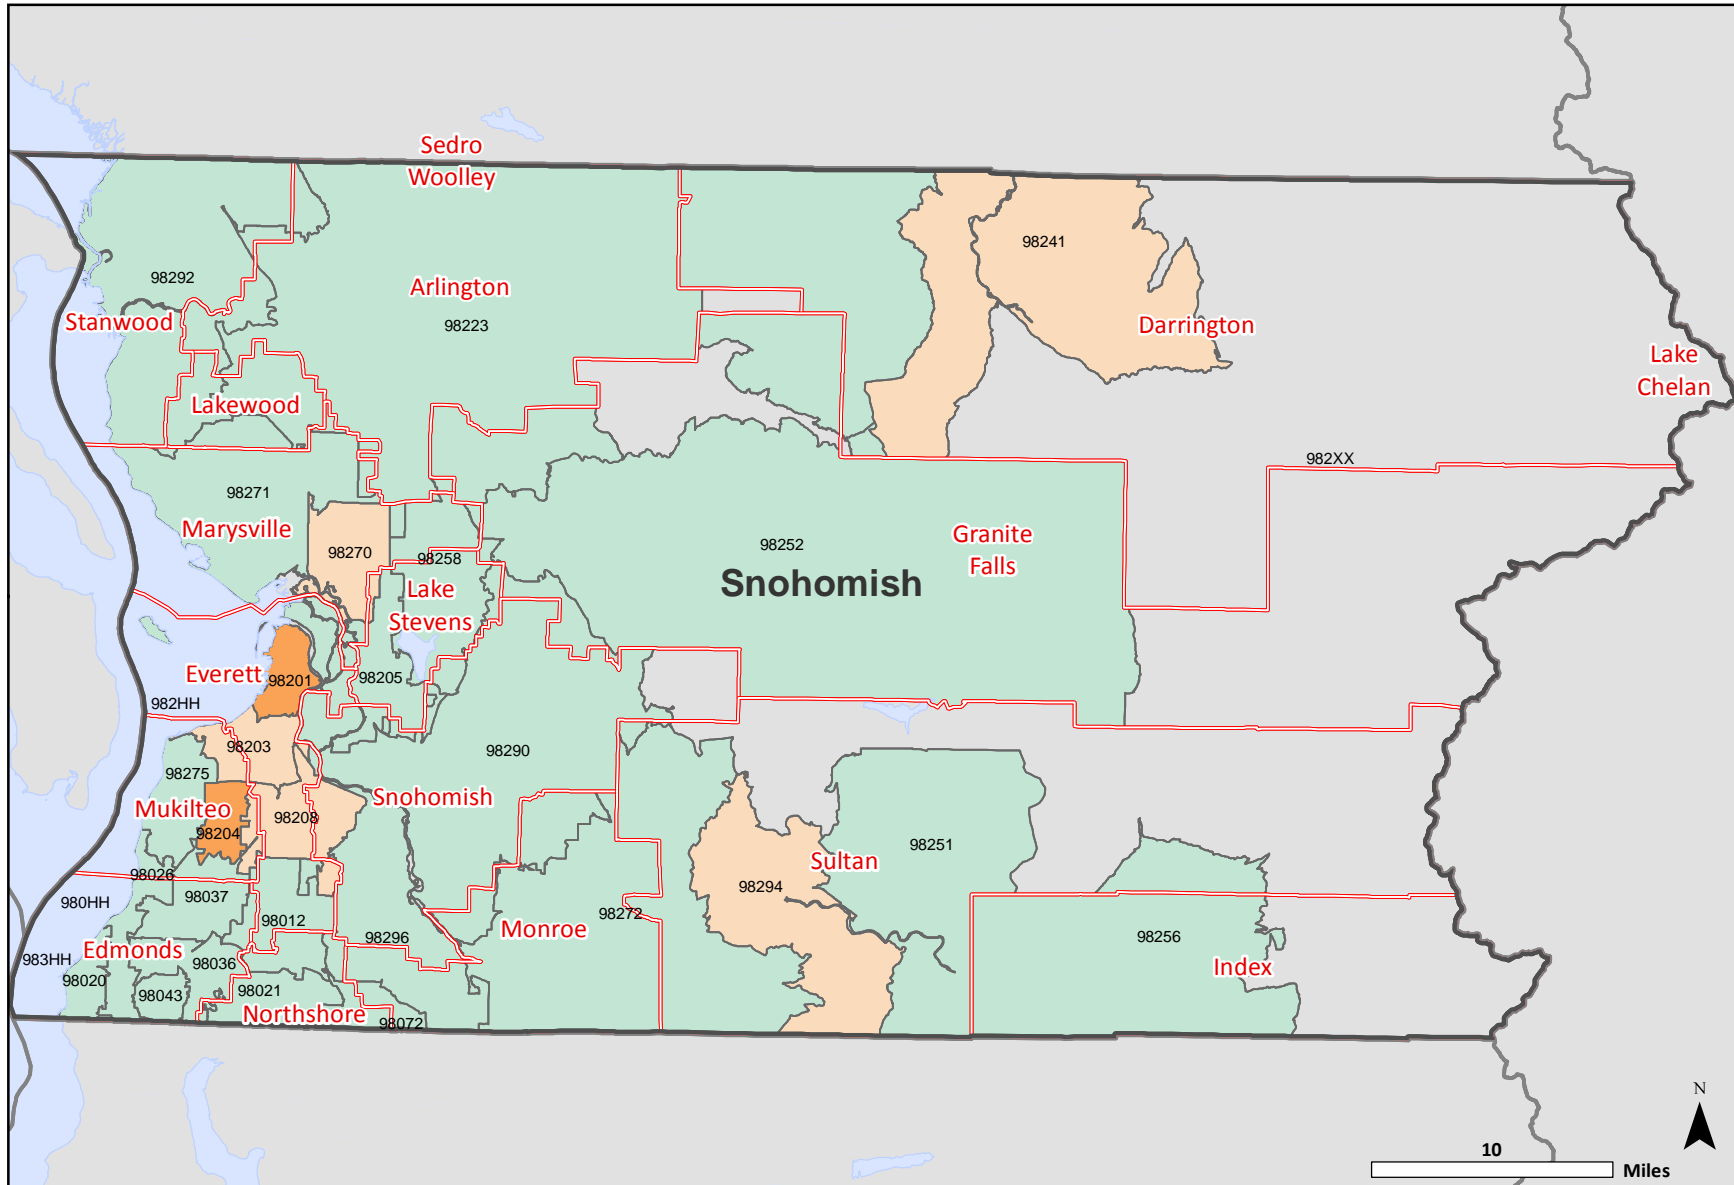 Sedro
Woolley
98241
98292
Arlington
Stanwood
98223
Darrington
Lake
Chelan
Lakewood
982XX
98271
Marysville
Granite
Falls
98252
98270
98258
Snohomish
Lake
Stevens
Everett
98201
98205
982HH
98203
98290
98275
Snohomish
Mukilteo
98208
98204
98251
Sultan
98026
98294
98037
980HH
98012
98272
Monroe
98296
98256
Edmonds
983HH
98036
Index
98020
98043
98021
Northshore
98072
N
10
Miles